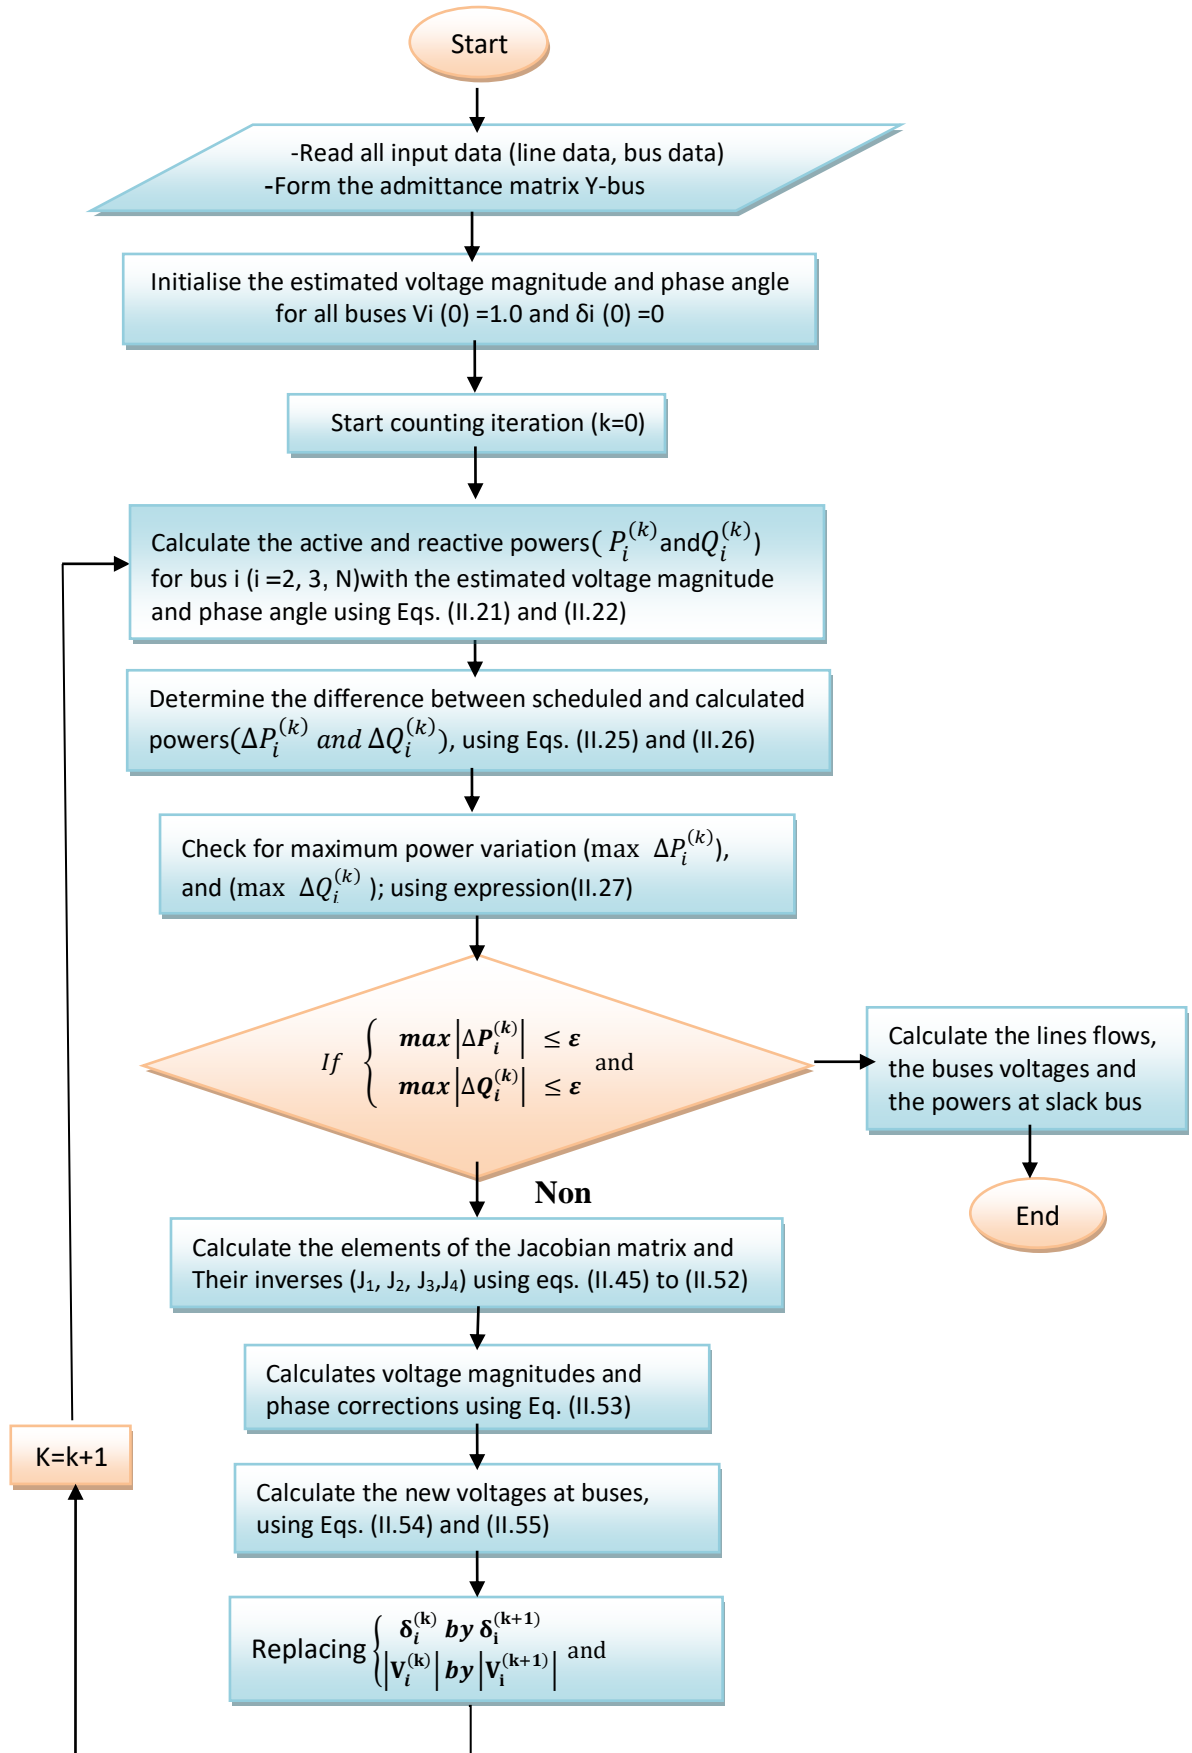 Start
-Read all input data (line data, bus data)
-Form the admittance matrix Y-bus
Initialise the estimated voltage magnitude and phase angle
for all buses Vi (0) =1.0 and δi (0) =0
Start counting iteration (k=0)
Calculate the active and reactive powers( P_i^(k) and Q_i^(k))
for bus i (i =2, 3, N)with the estimated voltage magnitude
and phase angle using Eqs. (II.21) and (II.22)
Determine the difference between scheduled and calculated
powers(ΔP_i^(k) and ΔQ_i^(k)), using Eqs. (II.25) and (II.26)
Check for maximum power variation (max ΔP_i^(k)),
and (max ΔQ_i^(k) ); using expression(II.27)
If { max|ΔP_i^(k)| ≤ ε and
max|ΔQ_i^(k)| ≤ ε
Calculate the lines flows,
the buses voltages and
the powers at slack bus
End
Non
Calculate the elements of the Jacobian matrix and
Their inverses (J₁, J₂, J₃,J₄) using eqs. (II.45) to (II.52)
Calculates voltage magnitudes and
phase corrections using Eq. (II.53)
K=k+1
Calculate the new voltages at buses,
using Eqs. (II.54) and (II.55)
Replacing { δ_i^(k) by δ_i^(k+1) and
|V_i^(k)| by |V_i^(k+1)|